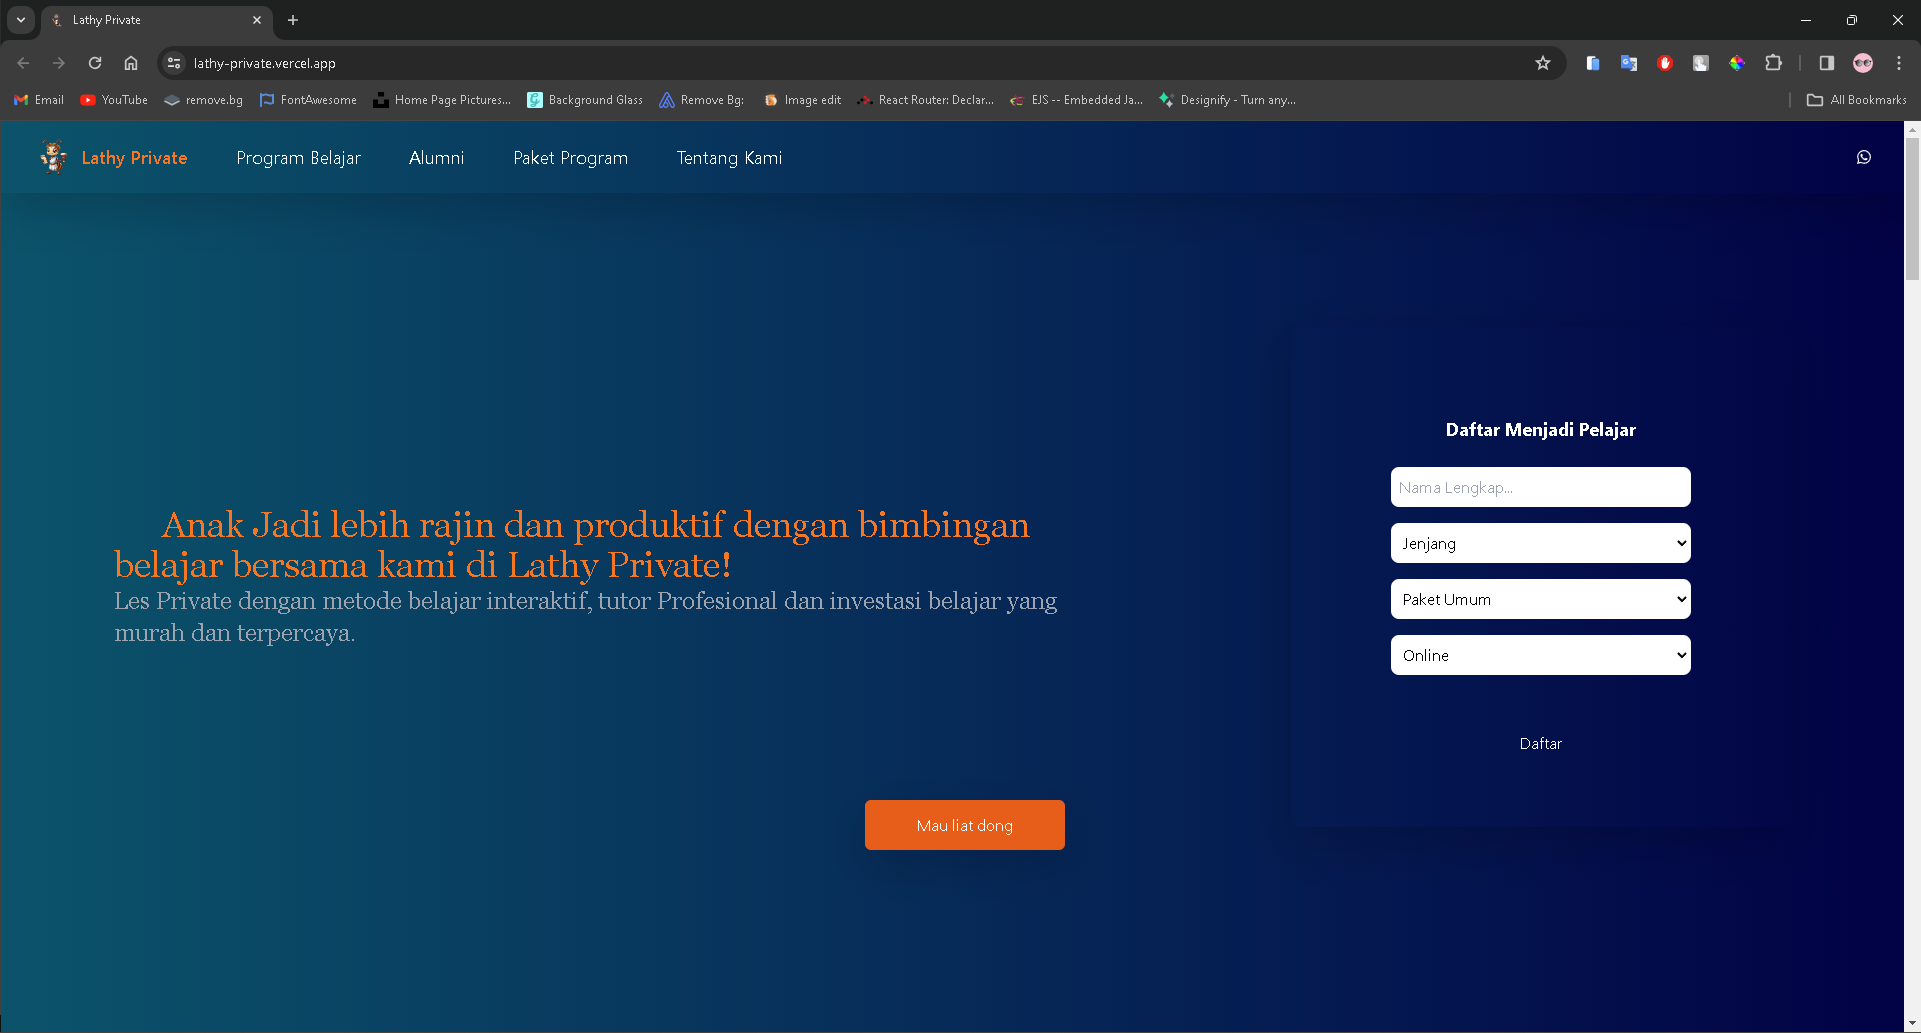 Lathy Private
lathy-private.vercel.app
Email
YouTube
remove.bg
FontAwesome
Home Page Pictures...
Background Glass
Remove Bg:
Image edit
React Router: Declar...
EJS -- Embedded Ja...
Designify - Turn any...
All Bookmarks
Lathy Private
Program Belajar
Alumni
Paket Program
Tentang Kami
Anak Jadi lebih rajin dan produktif dengan bimbingan
belajar bersama kami di Lathy Private!
Les Private dengan metode belajar interaktif, tutor Profesional dan investasi belajar yang
murah dan terpercaya.
Mau liat dong
Daftar Menjadi Pelajar
Nama Lengkap...
Jenjang
Paket Umum
Online
Daftar